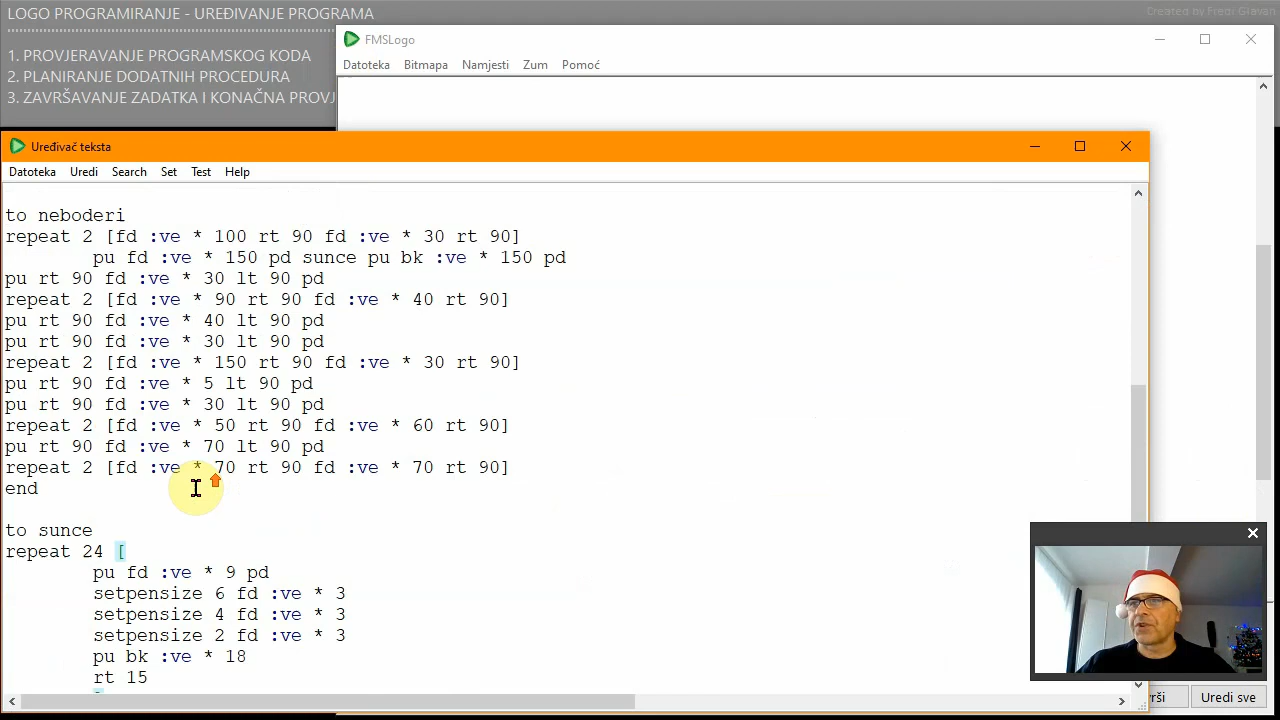 LOGO PROGRAMIRANJE - UREĐIVANJE PROGRAMA
Created by Fredi Glavan
1. PROVJERAVANJE PROGRAMSKOG KODA
2. PLANIRANJE DODATNIH PROCEDURA
3. ZAVRŠAVANJE ZADATKA I KONAČNA PROVJ
FMSLogo
Datoteka Bitmapa Namjesti Zum Pomoć
Uređivač teksta
Datoteka Uredi Search Set Test Help
to neboderi
repeat 2 [fd :ve * 100 rt 90 fd :ve * 30 rt 90]
pu fd :ve * 150 pd sunce pu bk :ve * 150 pd
pu rt 90 fd :ve * 30 lt 90 pd
repeat 2 [fd :ve * 90 rt 90 fd :ve * 40 rt 90]
pu rt 90 fd :ve * 40 lt 90 pd
pu rt 90 fd :ve * 30 lt 90 pd
repeat 2 [fd :ve * 150 rt 90 fd :ve * 30 rt 90]
pu rt 90 fd :ve * 5 lt 90 pd
pu rt 90 fd :ve * 30 lt 90 pd
repeat 2 [fd :ve * 50 rt 90 fd :ve * 60 rt 90]
pu rt 90 fd :ve * 70 lt 90 pd
repeat 2 [fd :ve * 70 rt 90 fd :ve * 70 rt 90]
end
to sunce
repeat 24 [
pu fd :ve * 9 pd
setpensize 6 fd :ve * 3
setpensize 4 fd :ve * 3
setpensize 2 fd :ve * 3
pu bk :ve * 18
rt 15
vrši
Uredi sve